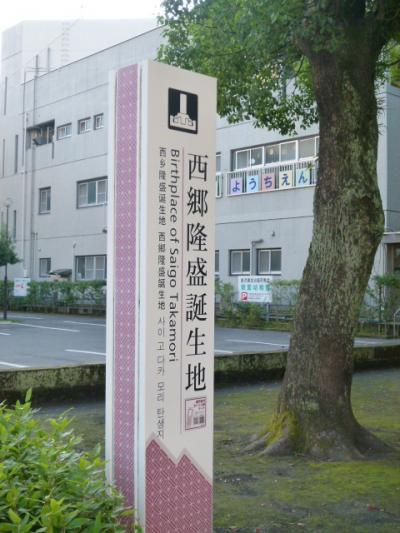 西郷隆盛誕生地
Birthplace of Saigo Takamori
西乡隆盛诞生地 西鄉隆盛誕生地 사이고 다카모리 탄생지
ようちえん
P